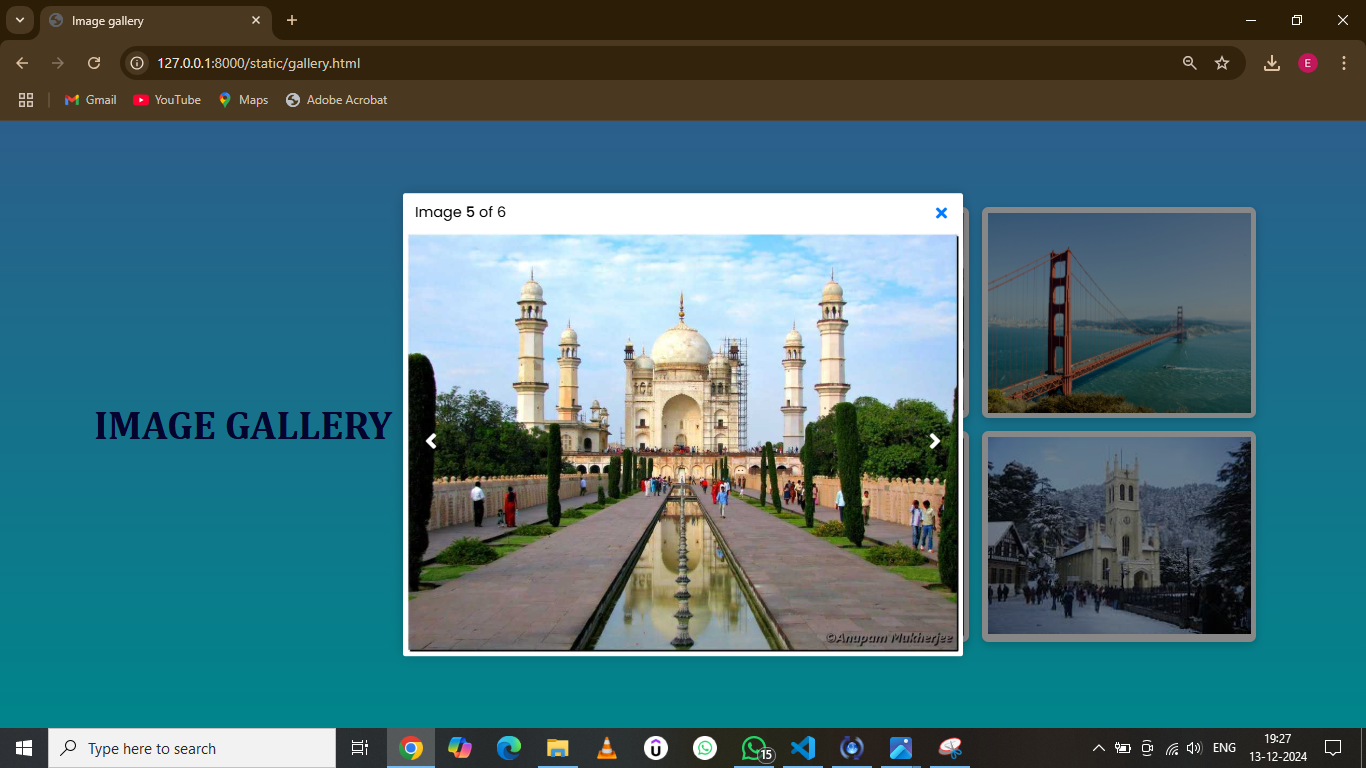 Image gallery
127.0.0.1:8000/static/gallery.html
E
Gmail
YouTube
Maps
Adobe Acrobat
Image 5 of 6
IMAGE GALLERY
©Anupam Mukherjee
Type here to search
15
ENG
19:27
13-12-2024